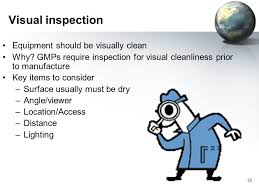 Visual inspection
• Equipment should be visually clean
• Why? GMPs require inspection for visual cleanliness prior
to manufacture
• Key items to consider
– Surface usually must be dry
– Angle/viewer
– Location/Access
– Distance
– Lighting
12